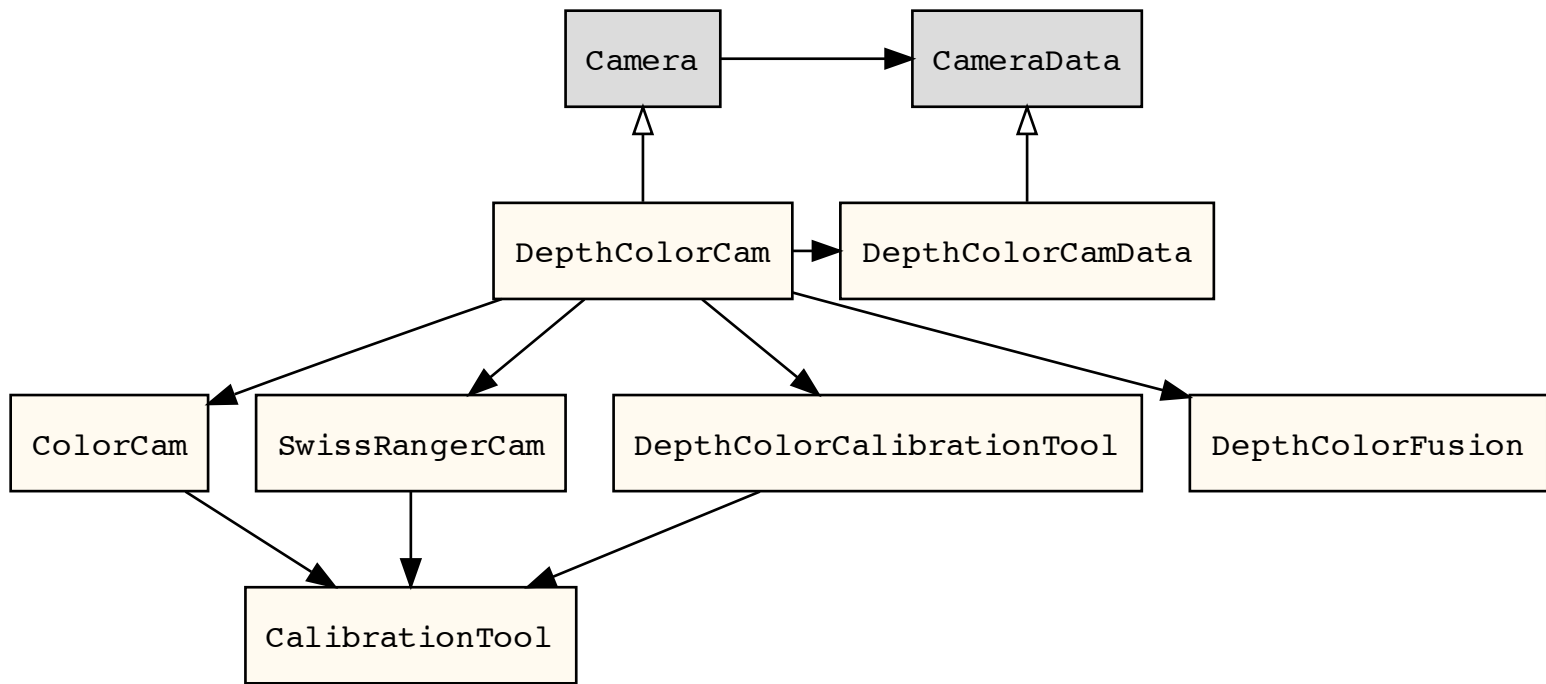 Camera
CameraData
DepthColorCam
DepthColorCamData
ColorCam
SwissRangerCam
DepthColorCalibrationTool
DepthColorFusion
CalibrationTool